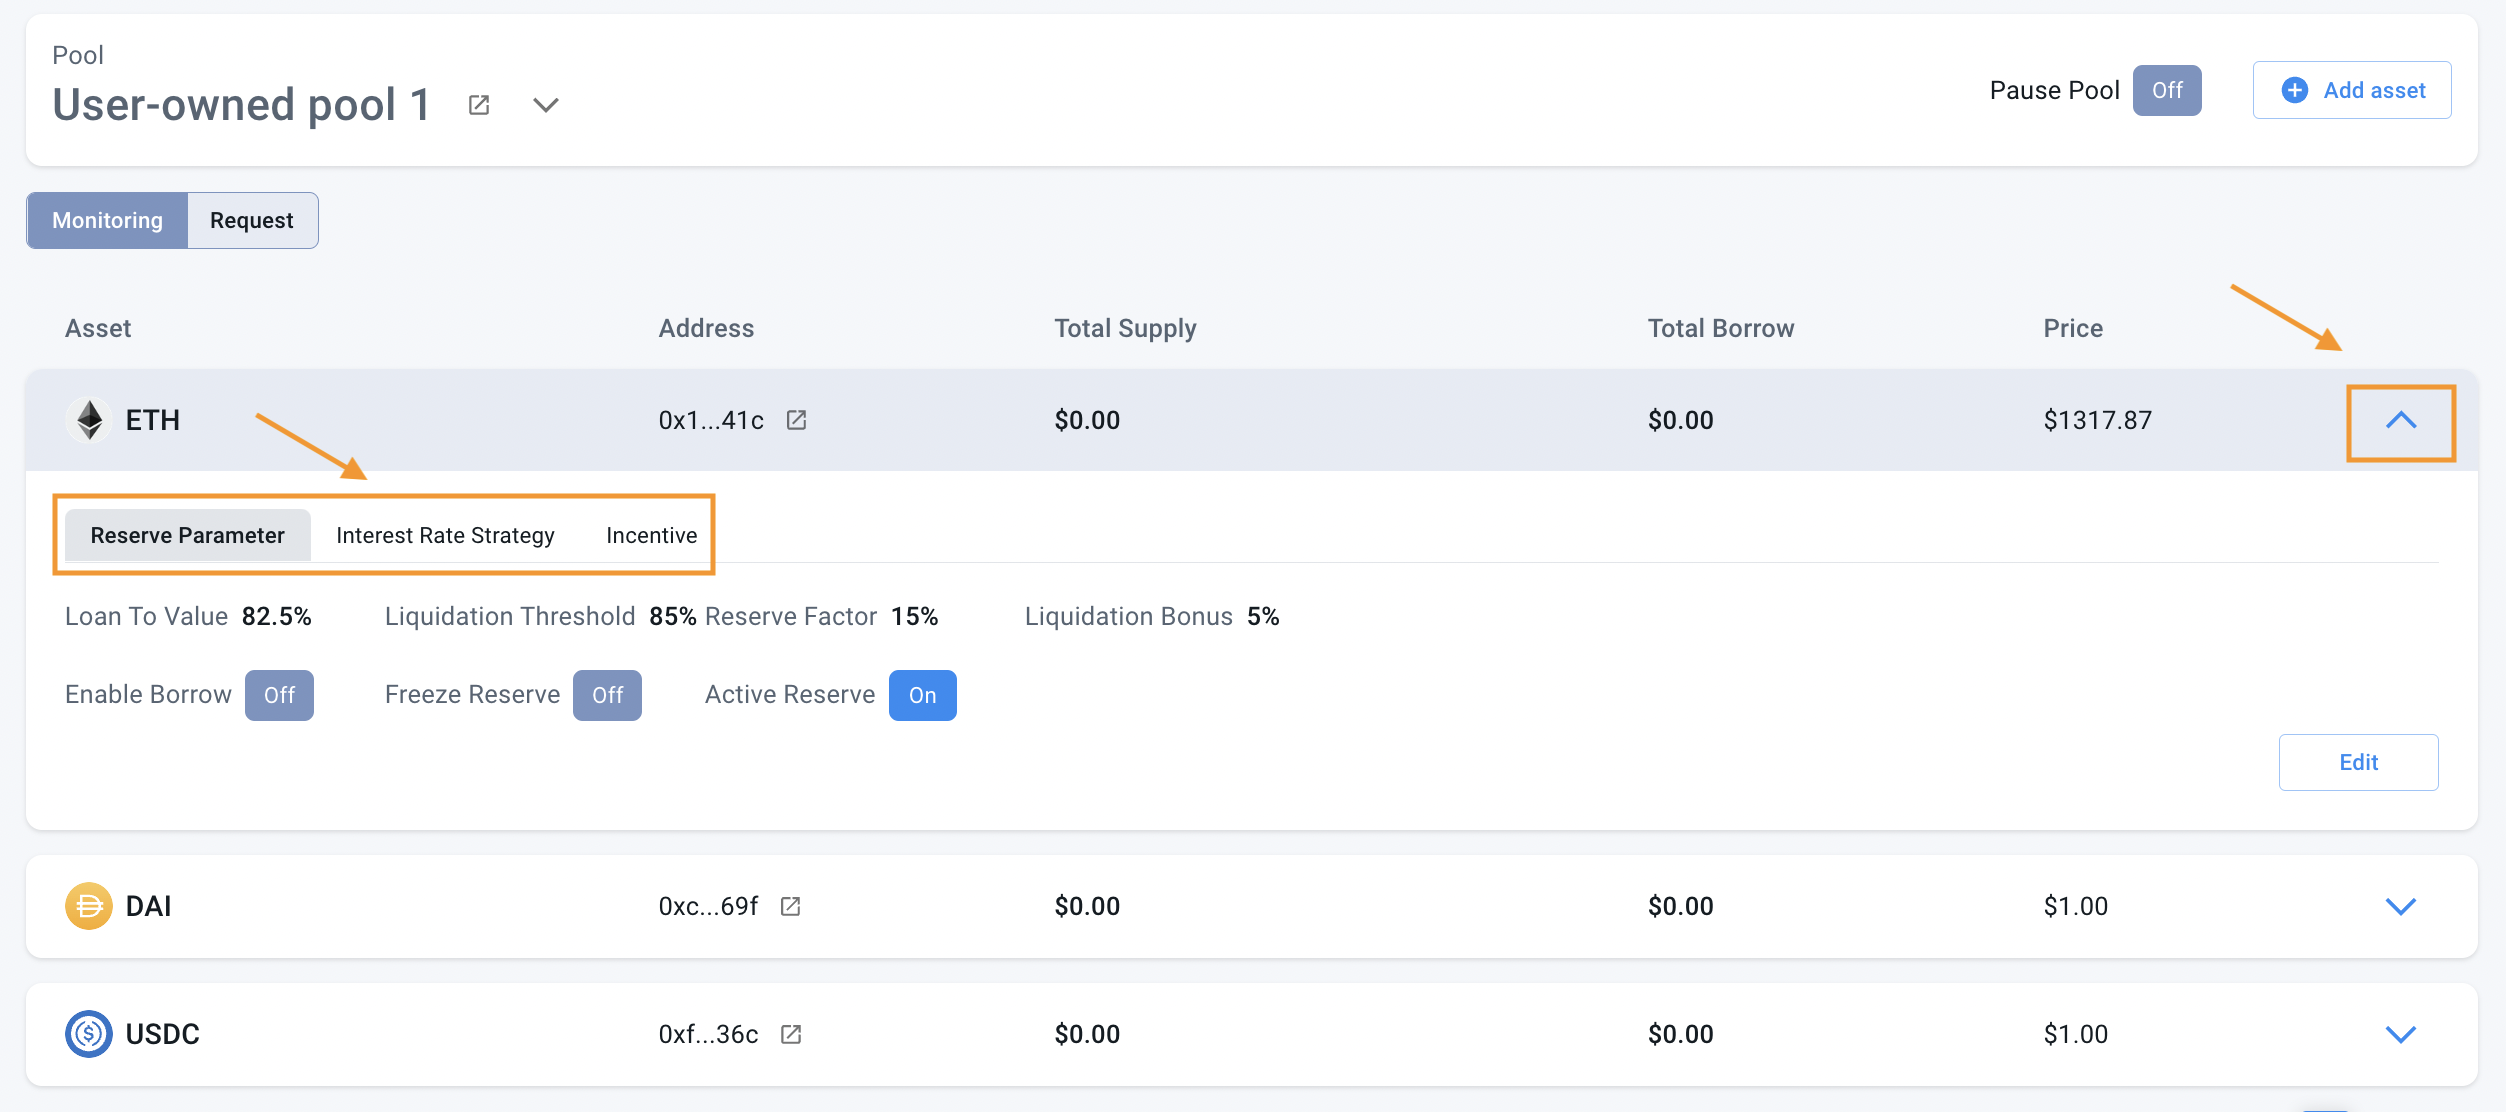 Pool
User-owned pool 1
Pause Pool Off Add asset
Monitoring Request
Asset Address Total Supply Total Borrow Price
ETH 0x1...41c $0.00 $0.00 $1317.87
Reserve Parameter Interest Rate Strategy Incentive
Loan To Value 82.5% Liquidation Threshold 85% Reserve Factor 15% Liquidation Bonus 5%
Enable Borrow Off Freeze Reserve Off Active Reserve On
Edit
DAI 0xc...69f $0.00 $0.00 $1.00
USDC 0xf...36c $0.00 $0.00 $1.00